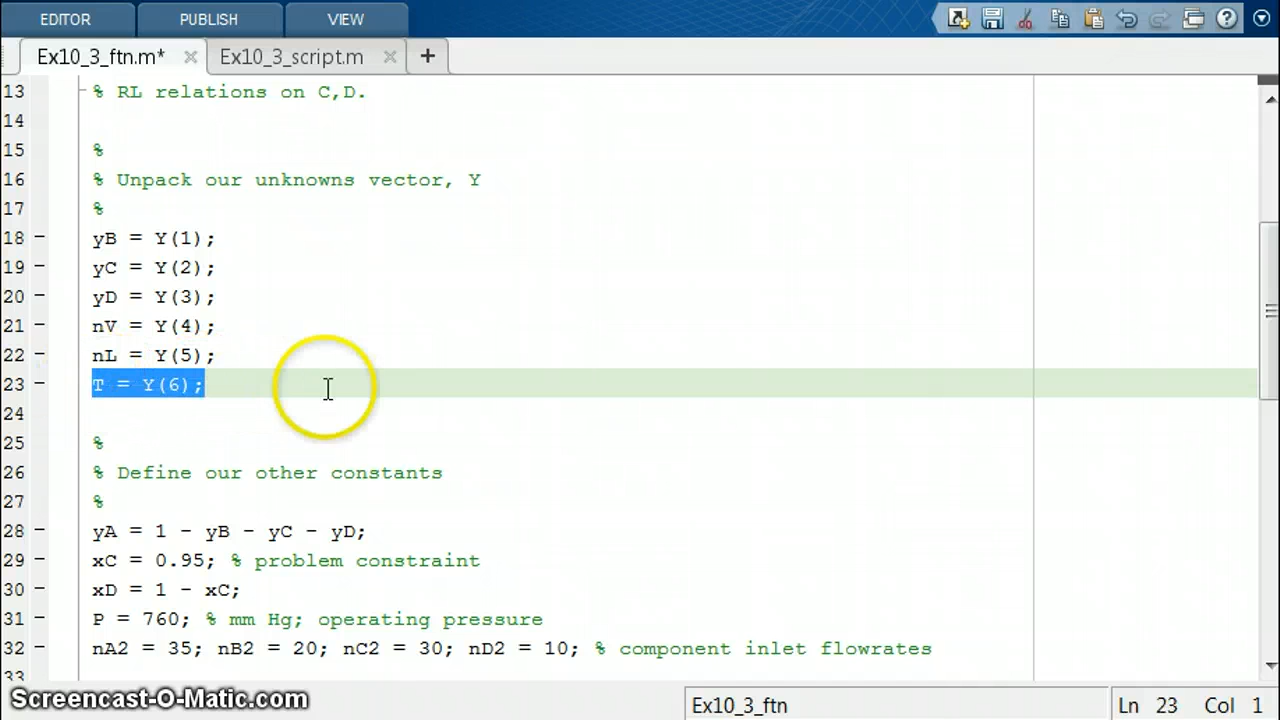 EDITOR PUBLISH VIEW
Ex10_3_ftn.m* Ex10_3_script.m +
13 % RL relations on C,D.
14
15 %
16 % Unpack our unknowns vector, Y
17 %
18 yB = Y(1);
19 yC = Y(2);
20 yD = Y(3);
21 nV = Y(4);
22 nL = Y(5);
23 T = Y(6);
24
25 %
26 % Define our other constants
27 %
28 yA = 1 - yB - yC - yD;
29 xC = 0.95; % problem constraint
30 xD = 1 - xC;
31 P = 760; % mm Hg; operating pressure
32 nA2 = 35; nB2 = 20; nC2 = 30; nD2 = 10; % component inlet flowrates
33
Screencast-O-Matic.com Ex10_3_ftn Ln 23 Col 1